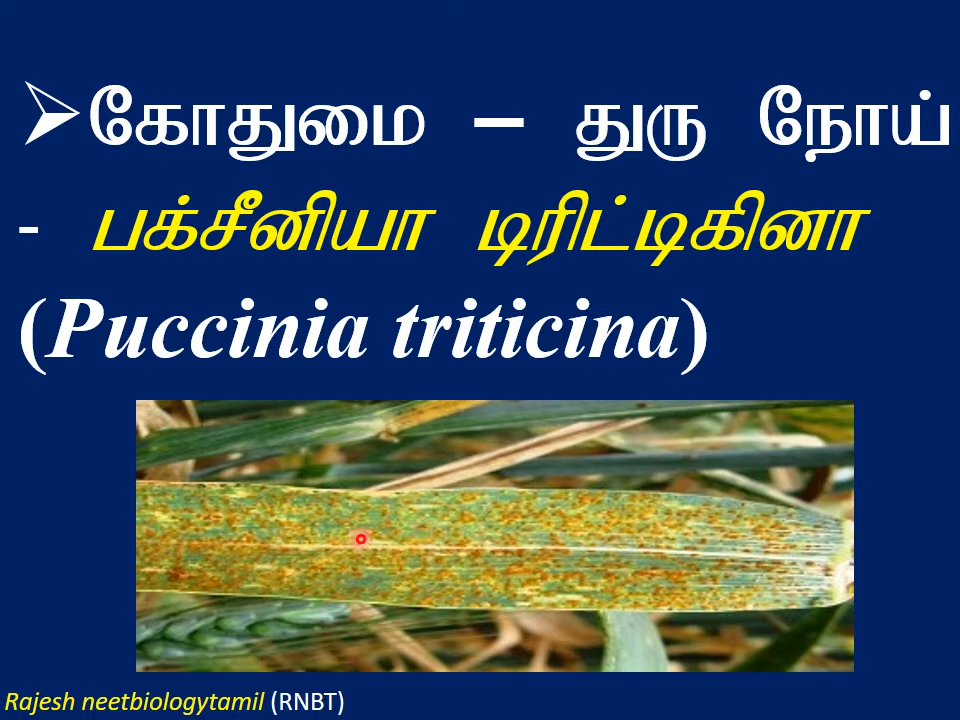 ➢கோதுமை – துரு நோய்
- பக்சீனியா டிரிட்டிகினா
(Puccinia triticina)
Rajesh neetbiologytamil (RNBT)